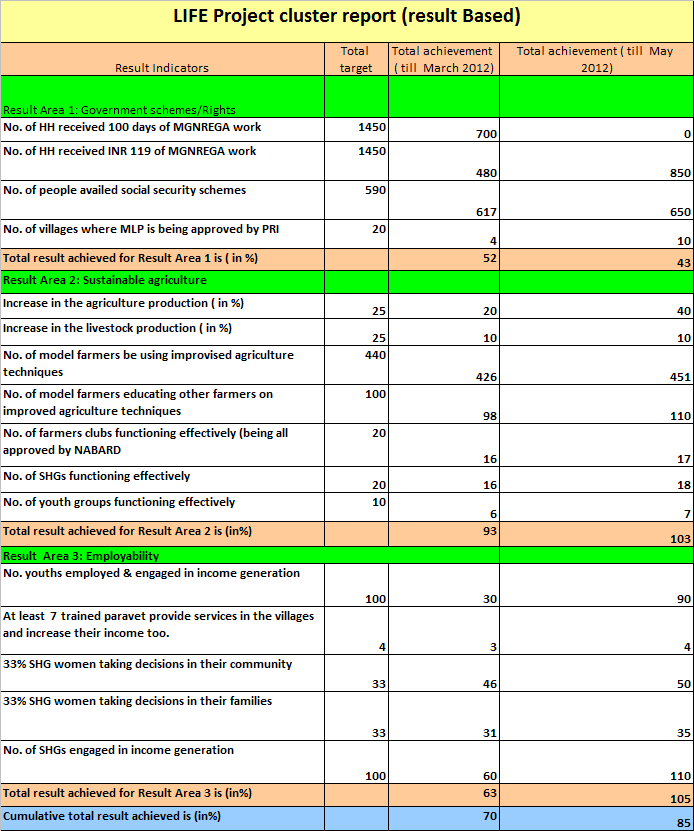 LIFE Project cluster report (result Based)
Result Indicators
Total target
Total achievement ( till March 2012)
Total achievement ( till May 2012)
Result Area 1: Government schemes/Rights
No. of HH received 100 days of MGNREGA work 1450 700 0
No. of HH received INR 119 of MGNREGA work 1450 480 850
No. of people availed social security schemes 590 617 650
No. of villages where MLP is being approved by PRI 20 4 10
Total result achieved for Result Area 1 is ( in %) 52 43
Result Area 2: Sustainable agriculture
Increase in the agriculture production ( in %) 25 20 40
Increase in the livestock production ( in %) 25 10 10
No. of model farmers be using improvised agriculture
techniques 440 426 451
No. of model farmers educating other farmers on
improved agriculture techniques 100 98 110
No. of farmers clubs functioning effectively (being all
approved by NABARD 20 16 17
No. of SHGs functioning effectively 20 16 18
No. of youth groups functioning effectively 10 6 7
Total result achieved for Result Area 2 is (in%) 93 103
Result Area 3: Employability
No. youths employed & engaged in income generation 100 30 90
At least 7 trained paravet provide services in the villages
and increase their income too. 4 3 4
33% SHG women taking decisions in their community 33 46 50
33% SHG women taking decisions in their families 33 31 35
No. of SHGs engaged in income generation 100 60 110
Total result achieved for Result Area 3 is (in%) 63 105
Cumulative total result achieved is (in%) 70 85